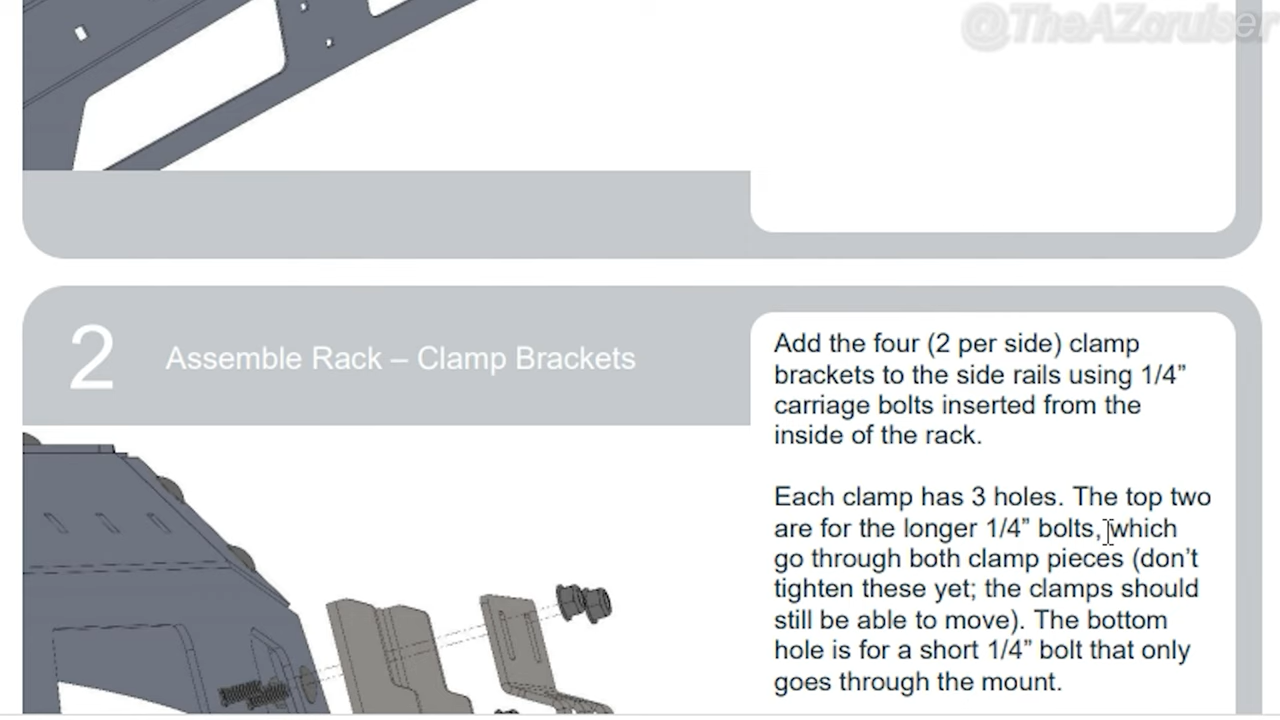 @TheAZcruiser
2
Assemble Rack – Clamp Brackets
Add the four (2 per side) clamp
brackets to the side rails using 1/4”
carriage bolts inserted from the
inside of the rack.
Each clamp has 3 holes. The top two
are for the longer 1/4” bolts, which
go through both clamp pieces (don’t
tighten these yet; the clamps should
still be able to move). The bottom
hole is for a short 1/4” bolt that only
goes through the mount.